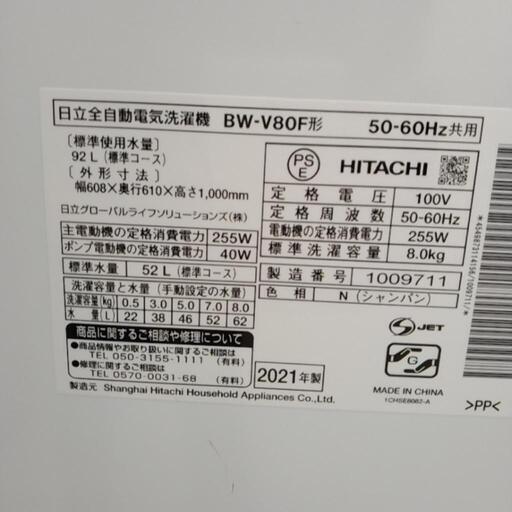 日立全自動電気洗濯機 BW-V80F形 50-60Hz共用
〔標準使用水量〕
92 L (標準コース)
〔外形寸法〕
幅608×奥行610×高さ1,000mm
日立グローバルライフソリューションズ(株)
主電動機の定格消費電力 255W
ポンプ電動機の定格消費電力 40W
標準水量 52 L (標準コース)
洗濯容量と水量 (手動設定の水量)
洗濯容量(kg) 0.5 3.0 5.0 7.0 8.0
水量(L) 22 38 46 52 62
商品に関するご相談や修理について
●商品情報やお取り扱いに関するご相談
TEL 050-3155-1111 (有料)
●修理に関するご相談
TEL 0570-0031-68 (有料)
製造元 Shanghai Hitachi Household Appliances Co.,Ltd.
PS
E
HITACHI
定格電圧 100V
定格周波数 50-60Hz
電動機の定格消費電力 255W
標準洗濯容量 8.0kg
製造番号 1009711
色相 N (シャンパン)
2021年製
S JET
G
MADE IN CHINA
1CHSE8082-A
>PP<